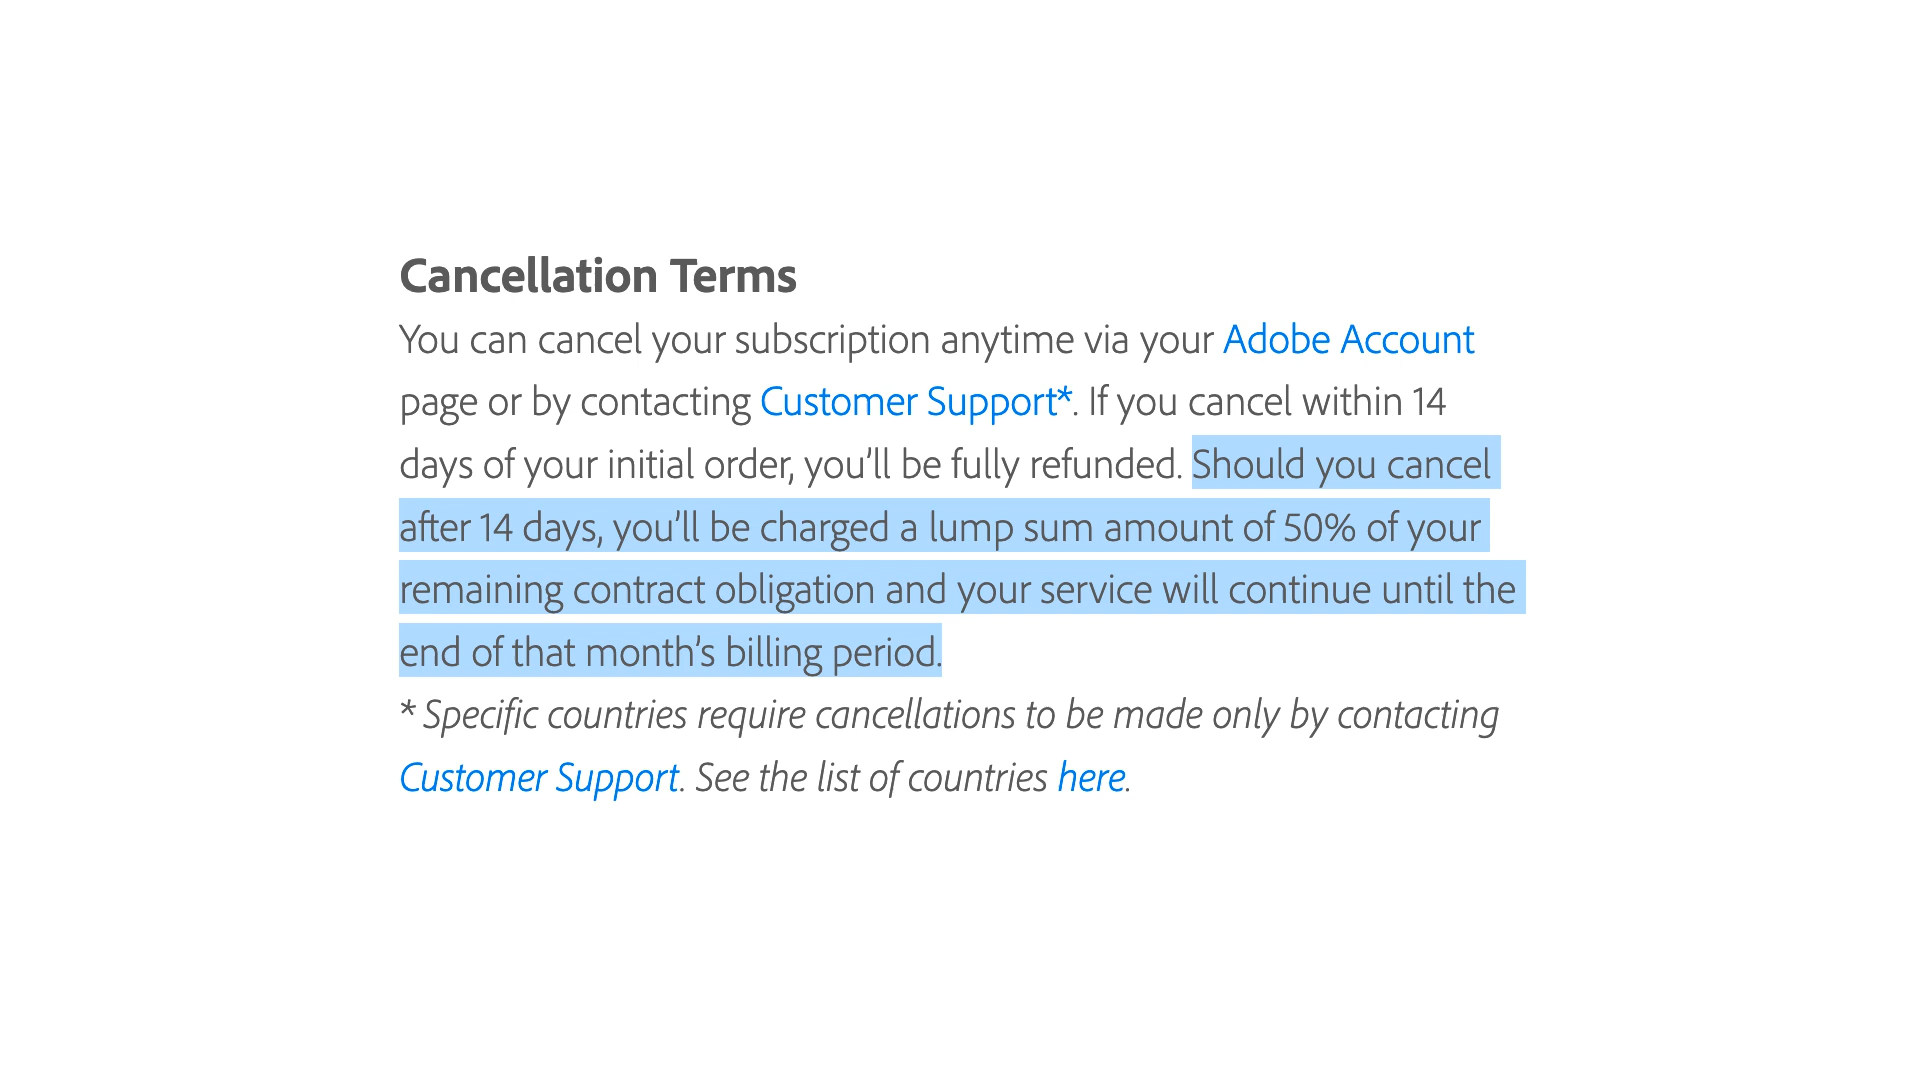 Cancellation Terms
You can cancel your subscription anytime via your Adobe Account
page or by contacting Customer Support*. If you cancel within 14
days of your initial order, you’ll be fully refunded. Should you cancel
after 14 days, you’ll be charged a lump sum amount of 50% of your
remaining contract obligation and your service will continue until the
end of that month’s billing period.
* Specific countries require cancellations to be made only by contacting
Customer Support. See the list of countries here.